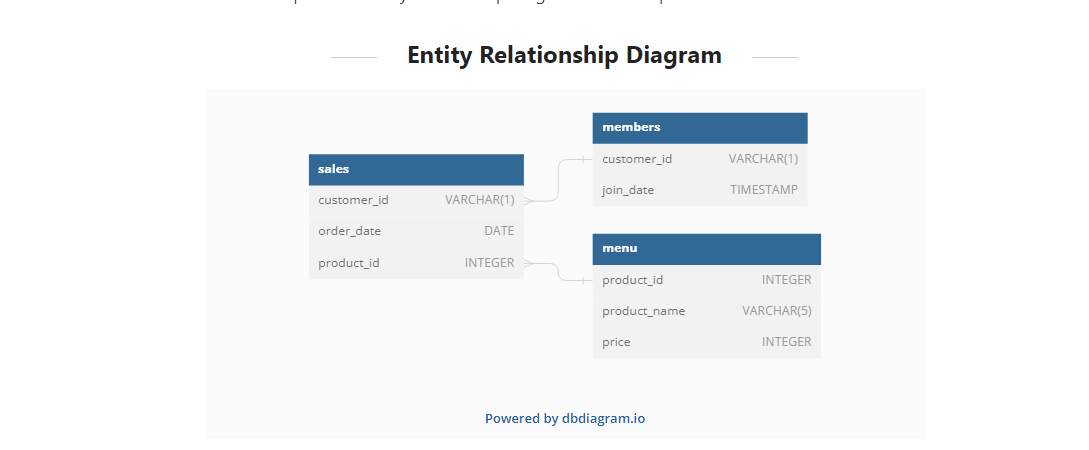 Entity Relationship Diagram
sales
customer_id VARCHAR(1)
order_date DATE
product_id INTEGER
members
customer_id VARCHAR(1)
join_date TIMESTAMP
menu
product_id INTEGER
product_name VARCHAR(5)
price INTEGER
Powered by dbdiagram.io